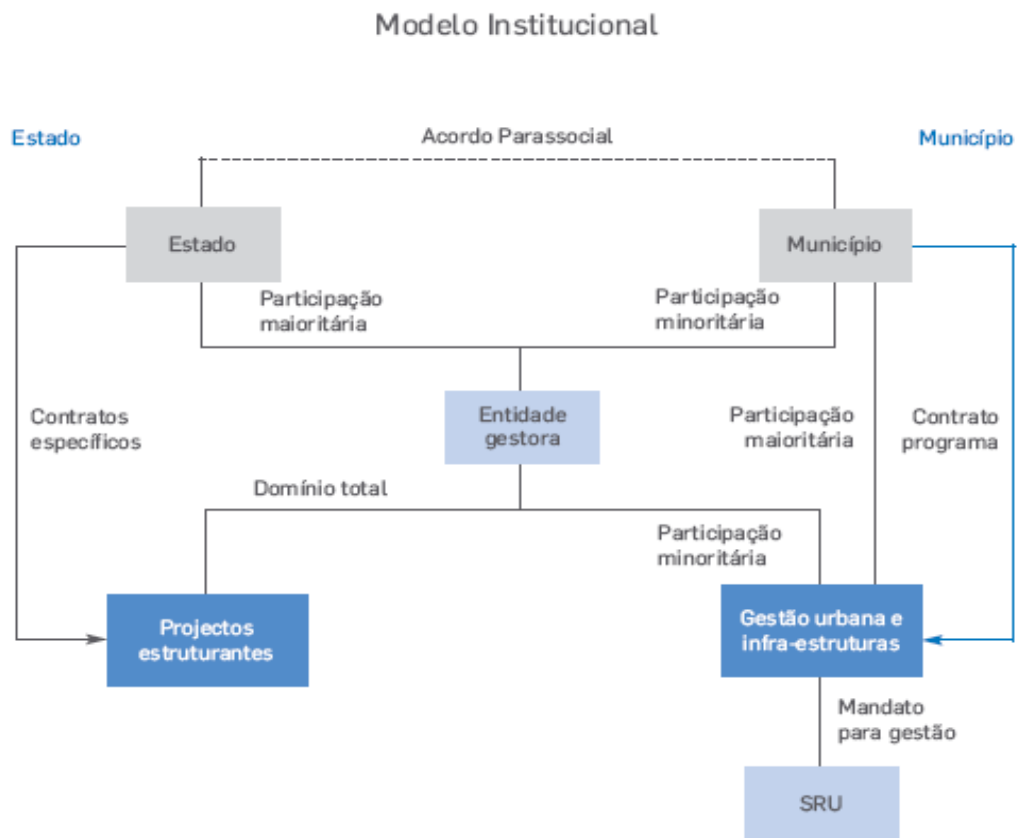 Modelo Institucional
Estado
Acordo Parassocial
Município
Estado
Município
Participação
maioritária
Participação
minoritária
Contratos
específicos
Entidade
gestora
Participação
maioritária
Contrato
programa
Domínio total
Participação
minoritária
Projectos
estruturantes
Gestão urbana e
infra-estruturas
Mandato
para gestão
SRU